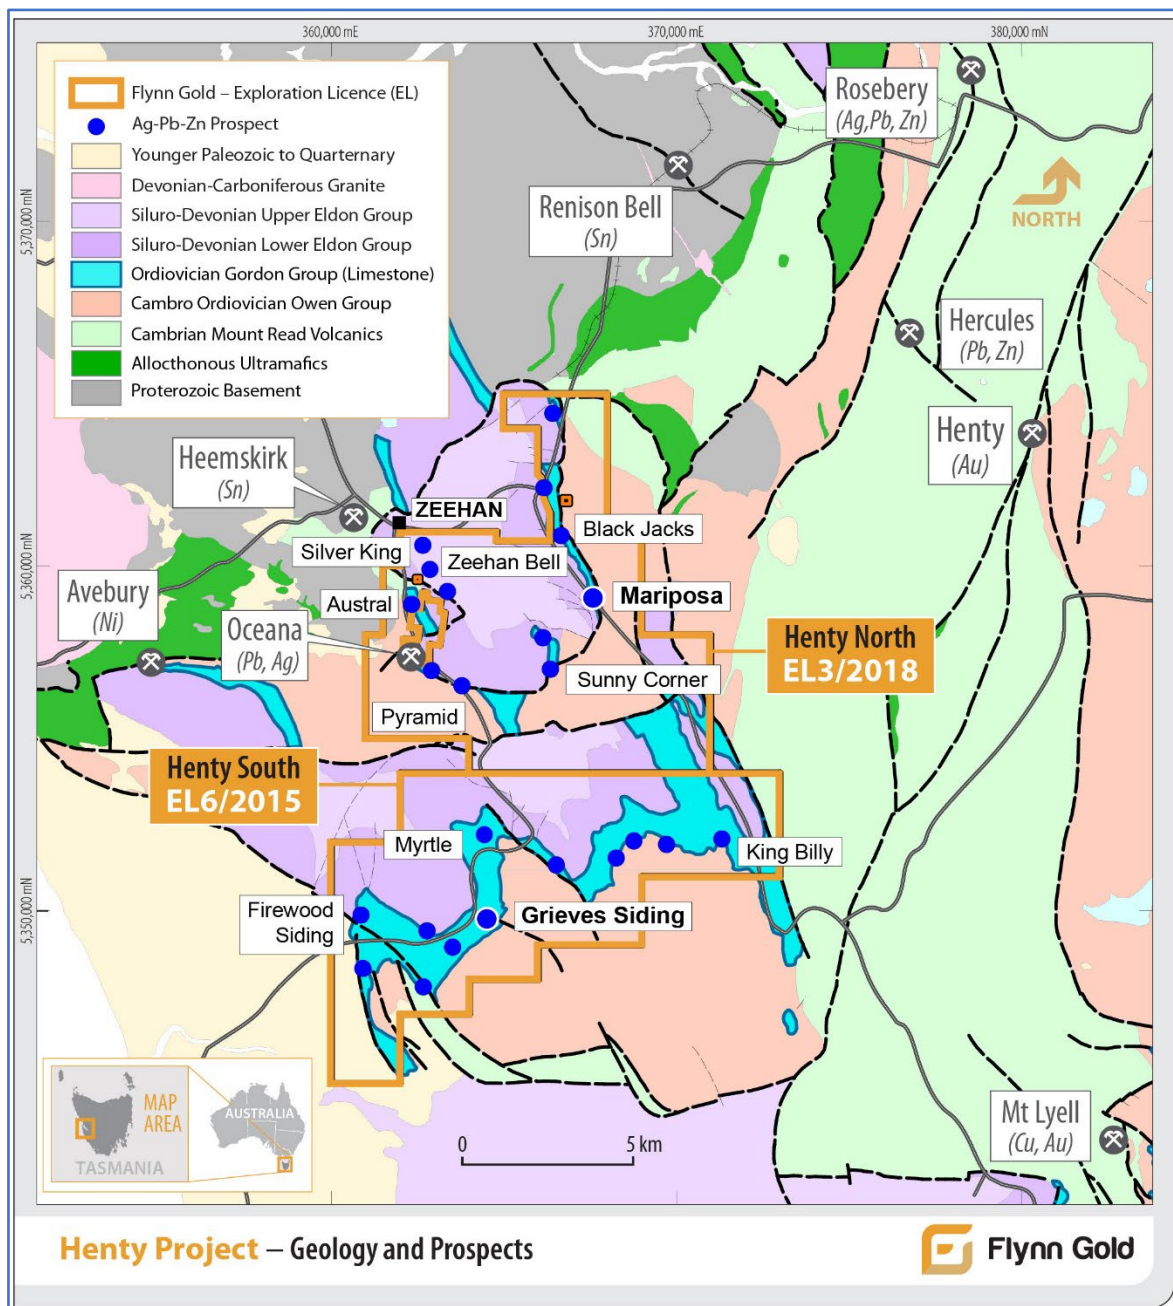 360,000 mE
370,000 mE
380,000 mN
5,370,000 mN
5,360,000 mN
5,350,000 mN
Flynn Gold – Exploration Licence (EL)
Ag-Pb-Zn Prospect
Younger Paleozoic to Quarternary
Devonian-Carboniferous Granite
Siluro-Devonian Upper Eldon Group
Siluro-Devonian Lower Eldon Group
Ordiovician Gordon Group (Limestone)
Cambro Ordiovician Owen Group
Cambrian Mount Read Volcanics
Allocthonous Ultramafics
Proterozoic Basement
Rosebery
(Ag,Pb, Zn)
NORTH
Renison Bell
(Sn)
Hercules
(Pb, Zn)
Henty
(Au)
Heemskirk
(Sn)
ZEEHAN
Black Jacks
Silver King
Zeehan Bell
Avebury
(Ni)
Austral
Mariposa
Oceana
(Pb, Ag)
Henty North
EL3/2018
Sunny Corner
Pyramid
Henty South
EL6/2015
Myrtle
King Billy
Firewood
Siding
Grieves Siding
MAP
AREA
TASMANIA
AUSTRALIA
0
5 km
Mt Lyell
(Cu, Au)
Henty Project – Geology and Prospects
Flynn Gold